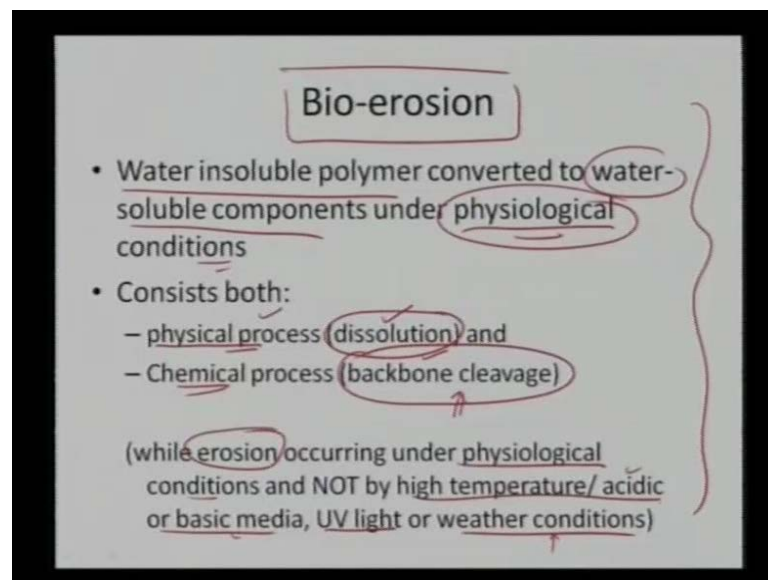 Bio-erosion
• Water insoluble polymer converted to water-
soluble components under physiological
conditions
• Consists both:
– physical process (dissolution) and
– Chemical process (backbone cleavage)
(while erosion occurring under physiological
conditions and NOT by high temperature/ acidic
or basic media, UV light or weather conditions)